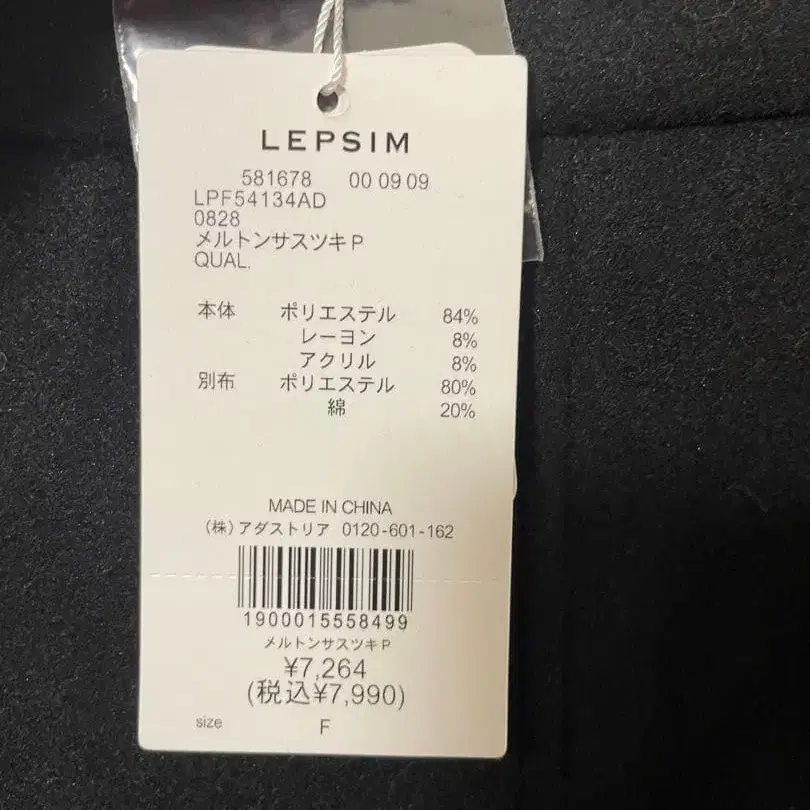 LEPSIM
581678 00 09 09
LPF54134AD
0828
メルトンサスツキP
QUAL.
本体 ポリエステル 84%
レーヨン 8%
アクリル 8%
別布 ポリエステル 80%
綿 20%
MADE IN CHINA
(株)アダストリア 0120-601-162
1900015558499
メルトンサスツキP
¥7,264
(税込¥7,990)
size F